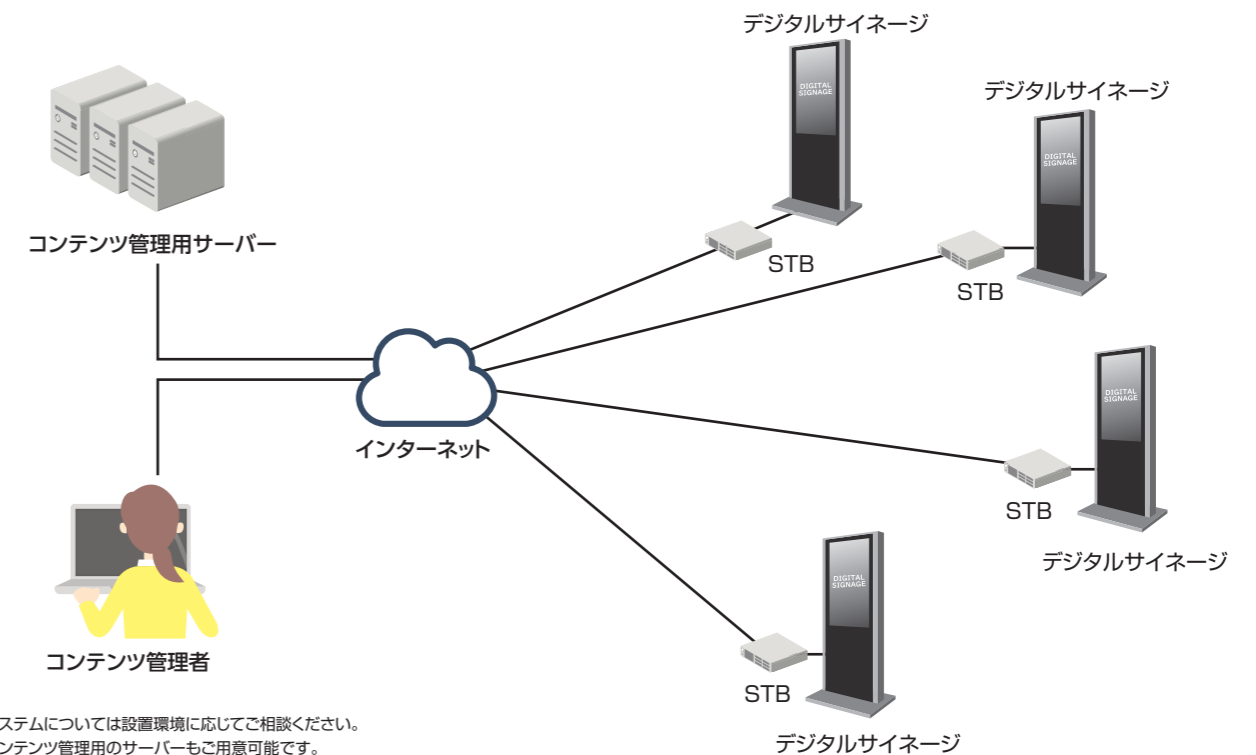 デジタルサイネージ
DIGITAL
SIGNAGE
デジタルサイネージ
DIGITAL
SIGNAGE
コンテンツ管理用サーバー
STB
STB
インターネット
DIGITAL
SIGNAGE
STB
デジタルサイネージ
DIGITAL
SIGNAGE
コンテンツ管理者
STB
デジタルサイネージ
ステムについては設置環境に応じてご相談ください。
ンテンツ管理用のサーバーもご用意可能です。